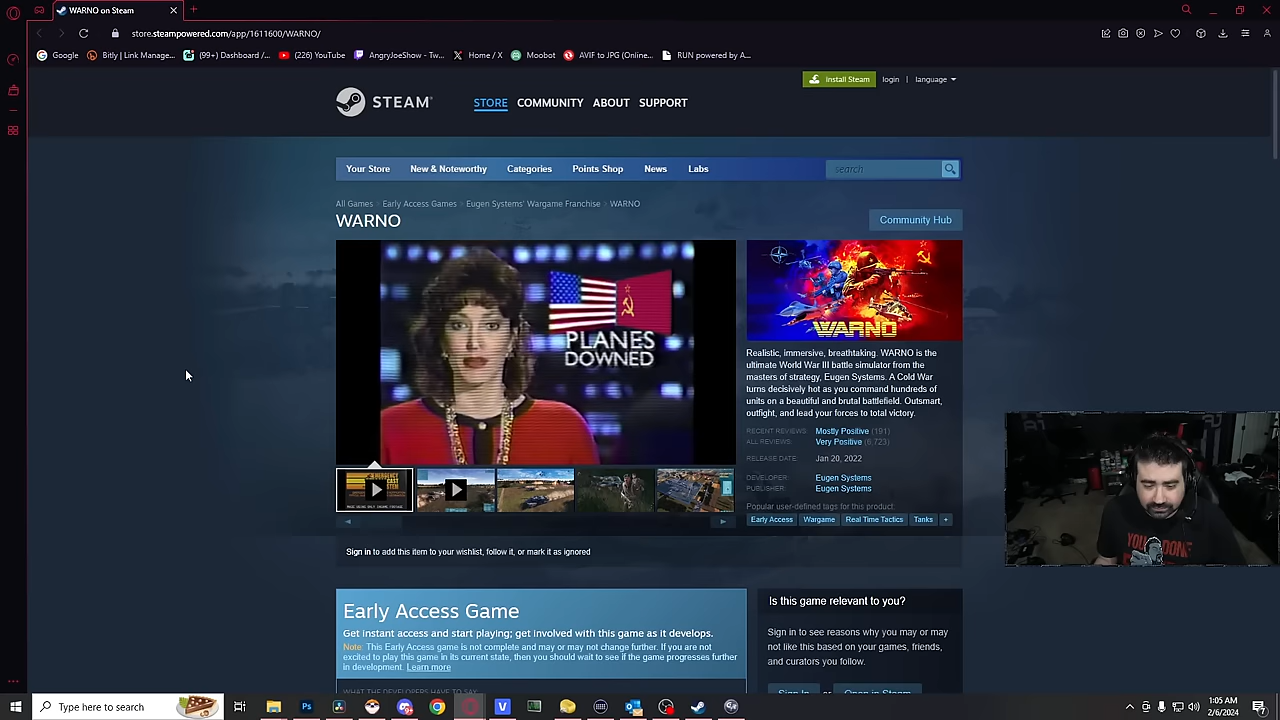 WARNO on Steam
store.steampowered.com/app/1611600/WARNO/
Google
Bitly | Link Manage...
(99+) Dashboard /...
(226) YouTube
AngryJoeShow - Tw...
Home / X
Moobot
AVIF to JPG (Online...
RUN powered by A...
Install Steam
login | language
STEAM
STORE COMMUNITY ABOUT SUPPORT
Your Store New & Noteworthy Categories Points Shop News Labs
search
All Games > Early Access Games > Eugen Systems' Wargame Franchise > WARNO
WARNO
Community Hub
PLANES
DOWNED
WARNO
Realistic, immersive, breathtaking. WARNO is the
ultimate World War III battle simulator from the
masters of strategy, Eugen Systems. A Cold War
turns decisively hot as you command hundreds of
units on a beautiful and brutal battlefield. Outsmart,
outfight, and lead your forces to total victory.
RECENT REVIEWS: Mostly Positive (191)
ALL REVIEWS: Very Positive (6,723)
RELEASE DATE: Jan 20, 2022
DEVELOPER: Eugen Systems
PUBLISHER: Eugen Systems
Popular user-defined tags for this product:
Early Access Wargame Real Time Tactics Tanks +
Sign in to add this item to your wishlist, follow it, or mark it as ignored
Early Access Game
Get instant access and start playing; get involved with this game as it develops.
Note: This Early Access game is not complete and may or may not change further. If you are not
excited to play this game in its current state, then you should wait to see if the game progresses further
in development. Learn more
WHAT THE DEVELOPERS HAVE TO SAY:
Is this game relevant to you?
Sign in to see reasons why you may or may
not like this based on your games, friends,
and curators you follow.
Sign In or Open in Steam
Type here to search
1:05 AM
2/6/2024